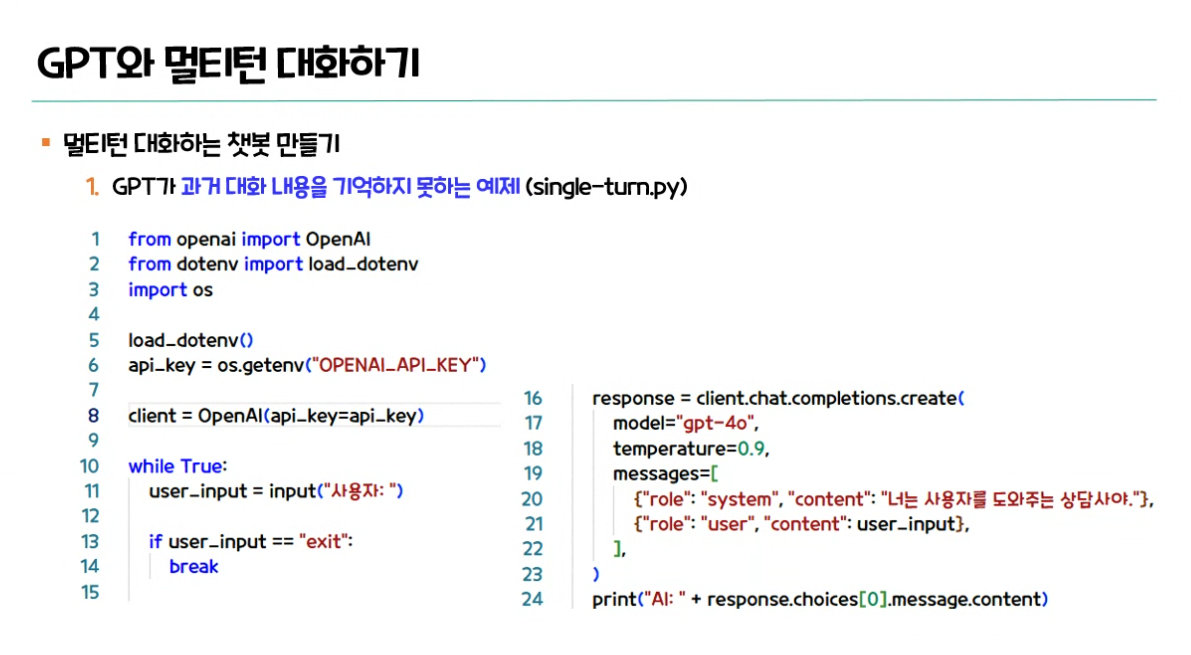 GPT와 멀티턴 대화하기
▪ 멀티턴 대화하는 챗봇 만들기
1. GPT가 과거 대화 내용을 기억하지 못하는 예제 (single-turn.py)
1 from openai import OpenAI
2 from dotenv import load_dotenv
3 import os
4
5 load_dotenv()
6 api_key = os.getenv("OPENAI_API_KEY")
7
8 client = OpenAI(api_key=api_key)
9
10 while True:
11 user_input = input("사용자: ")
12
13 if user_input == "exit":
14 break
15
16 response = client.chat.completions.create(
17 model="gpt-4o",
18 temperature=0.9,
19 messages=[
20 {"role": "system", "content": "너는 사용자를 도와주는 상담사야."},
21 {"role": "user", "content": user_input},
22 ],
23 )
24 print("AI: " + response.choices[0].message.content)